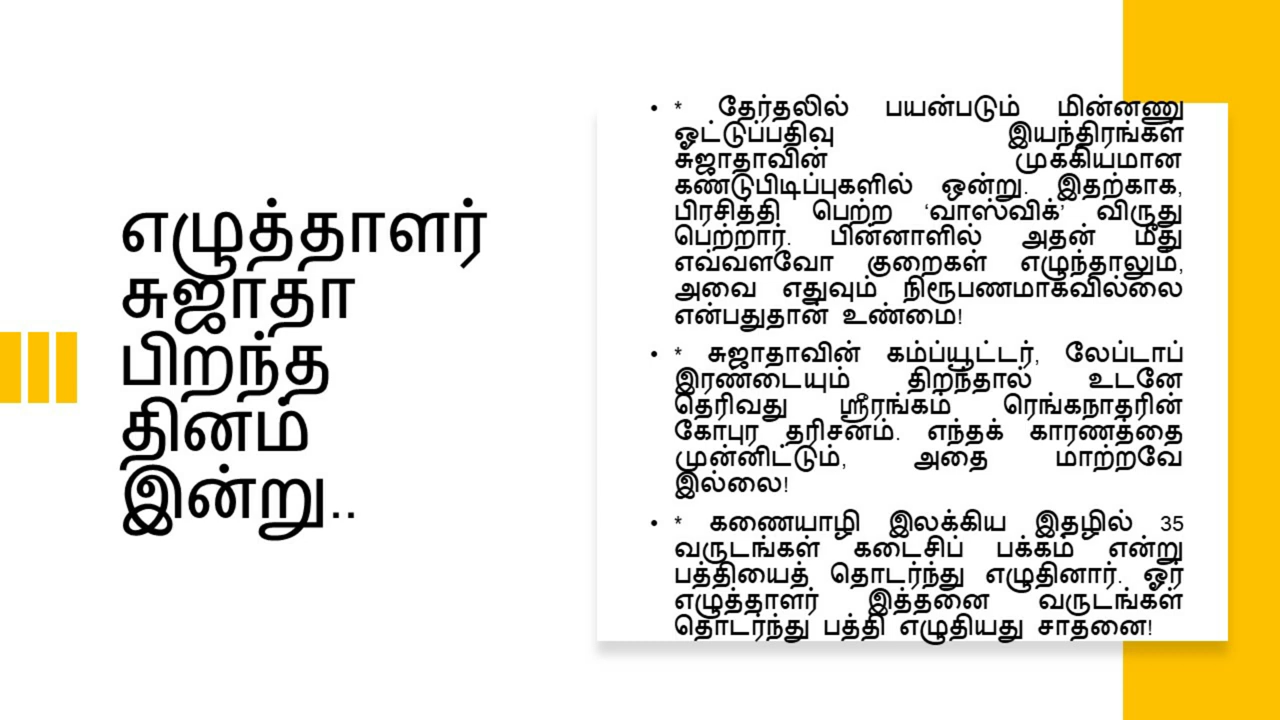 எழுத்தாளர்
சுஜாதா
பிறந்த
தினம்
இன்று..
• * தேர்தலில் பயன்படும் மின்னணு
ஓட்டுப்பதிவு இயந்திரங்கள்
சுஜாதாவின் முக்கியமான
கண்டுபிடிப்புகளில் ஒன்று. இதற்காக,
பிரசித்தி பெற்ற ‘வாஸ்விக்’ விருது
பெற்றார். பின்னாளில் அதன் மீது
எவ்வளவோ குறைகள் எழுந்தாலும்,
அவை எதுவும் நிரூபணமாகவில்லை
என்பதுதான் உண்மை!
• * சுஜாதாவின் கம்ப்யூட்டர், லேப்டாப்
இரண்டையும் திறந்தால் உடனே
தெரிவது ஸ்ரீரங்கம் ரெங்கநாதரின்
கோபுர தரிசனம். எந்தக் காரணத்தை
முன்னிட்டும், அதை மாற்றவே
இல்லை!
• * கணையாழி இலக்கிய இதழில் 35
வருடங்கள் கடைசிப் பக்கம் என்று
பத்தியைத் தொடர்ந்து எழுதினார். ஓர்
எழுத்தாளர் இத்தனை வருடங்கள்
தொடர்ந்து பத்தி எழுதியது சாதனை!